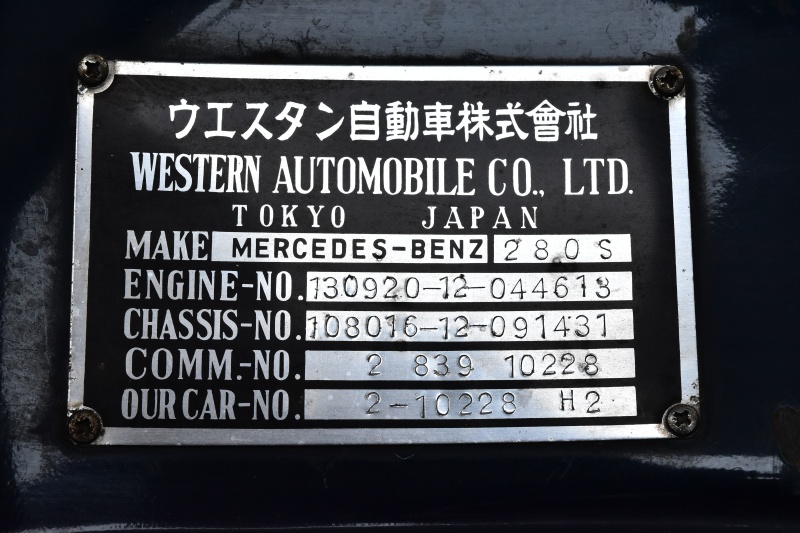 ウエスタン自動車株式會社
WESTERN AUTOMOBILE CO., LTD.
TOKYO JAPAN
MAKE MERCEDES-BENZ 280S
ENGINE-NO. 130920-12-044613
CHASSIS-NO. 108016-12-091431
COMM.-NO. 2 839 10228
OUR CAR-NO. 2-10228 H2